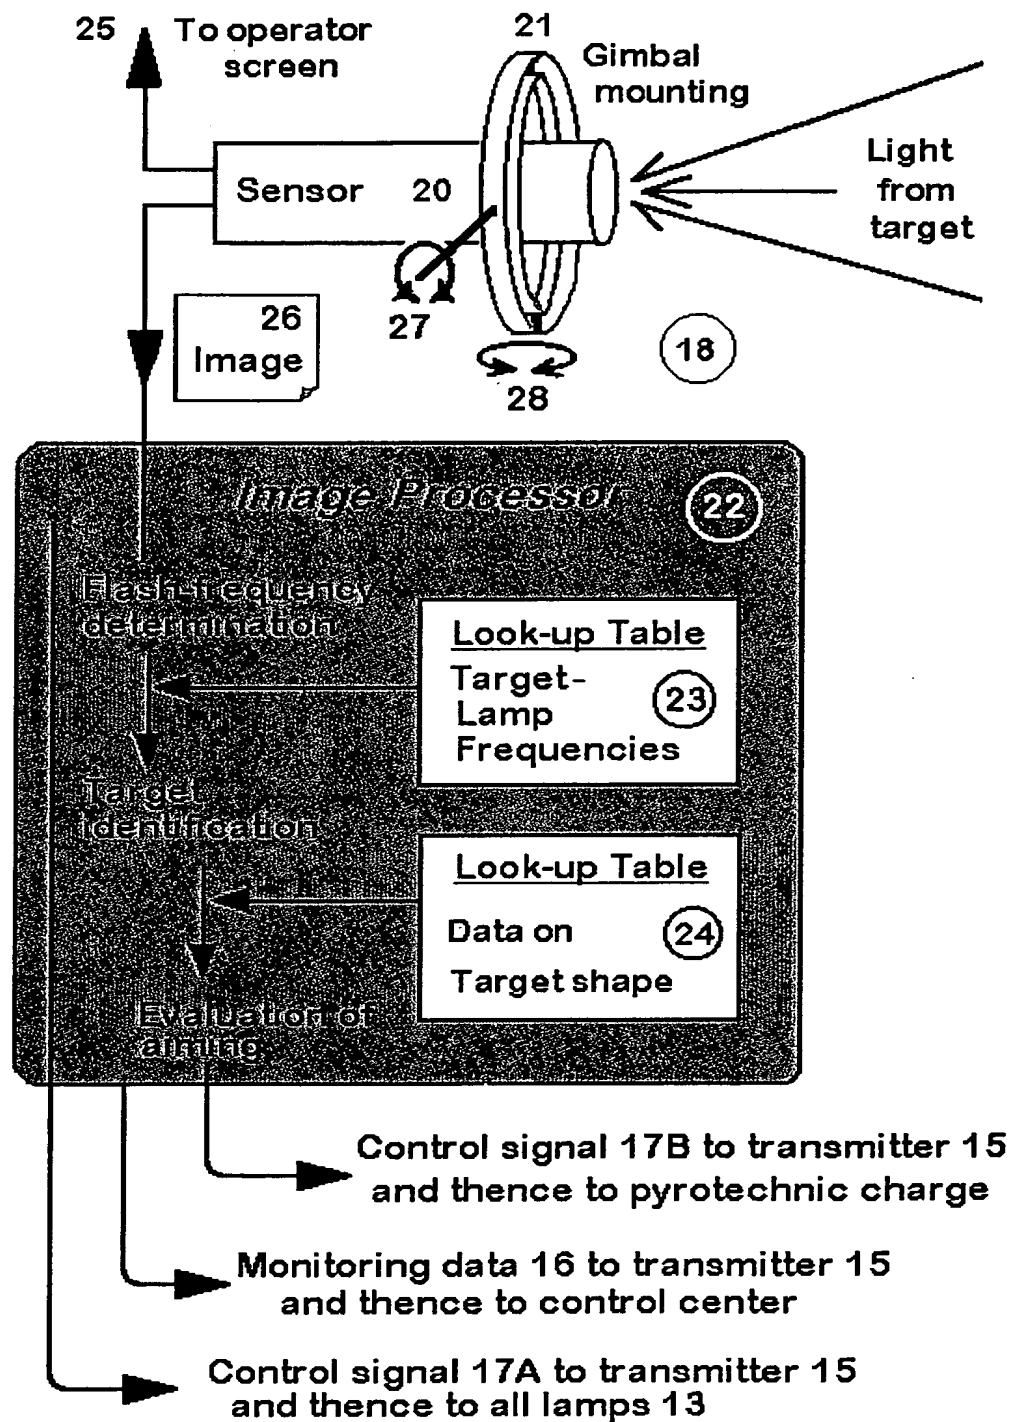 25 To operator
screen
21
Gimbal
mounting
Light
from
target
Sensor 20
26
Image
27
28
18
Image Processor 22
Flash-frequency
determination
Look-up Table
Target-
Lamp
Frequencies
23
Target
identification
Look-up Table
Data on
Target shape
24
Evaluation of
aiming
Control signal 17B to transmitter 15
and thence to pyrotechnic charge
Monitoring data 16 to transmitter 15
and thence to control center
Control signal 17A to transmitter 15
and thence to all lamps 13